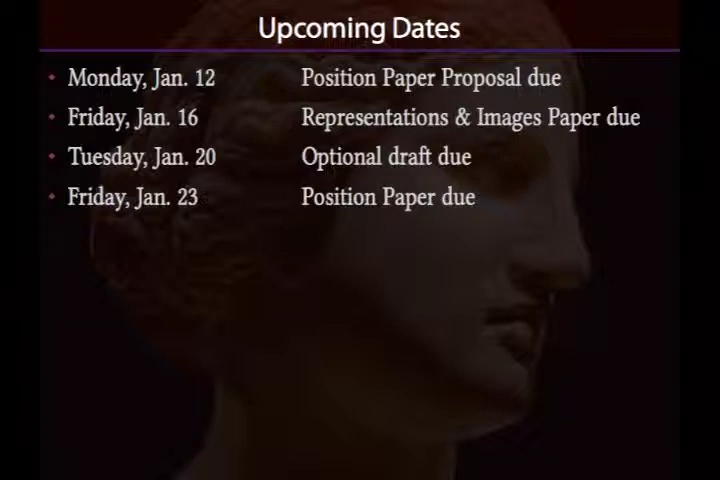 Upcoming Dates
• Monday, Jan. 12 Position Paper Proposal due
• Friday, Jan. 16 Representations & Images Paper due
• Tuesday, Jan. 20 Optional draft due
• Friday, Jan. 23 Position Paper due